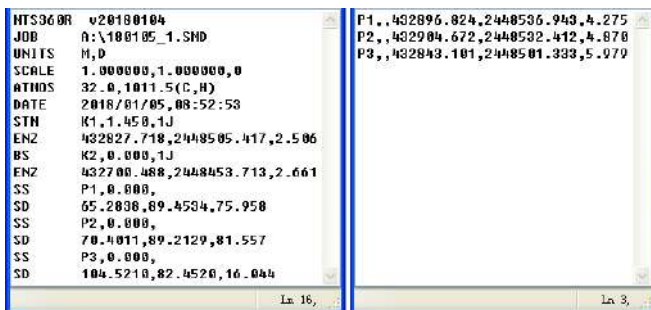 NTS360R v20180104
JOB A:\180105_1.SMD
UNITS M,D
SCALE 1.000000,1.000000,0
ATMOS 32.0,1011.5(C,H)
DATE 2018/01/05,08:52:53
STN K1,1.450,1J
ENZ 432827.718,2448505.417,2.506
BS K2,0.000,1J
ENZ 432700.488,2448453.713,2.661
SS P1,0.000,
SD 65.2838,89.4534,75.958
SS P2,0.000,
SD 70.4011,89.2129,81.557
SS P3,0.000,
SD 104.5210,82.4520,16.044
Ln 16,
P1,,432896.824,2448536.943,4.275
P2,,432904.672,2448532.412,4.870
P3,,432843.101,2448501.333,5.979
Ln 3,